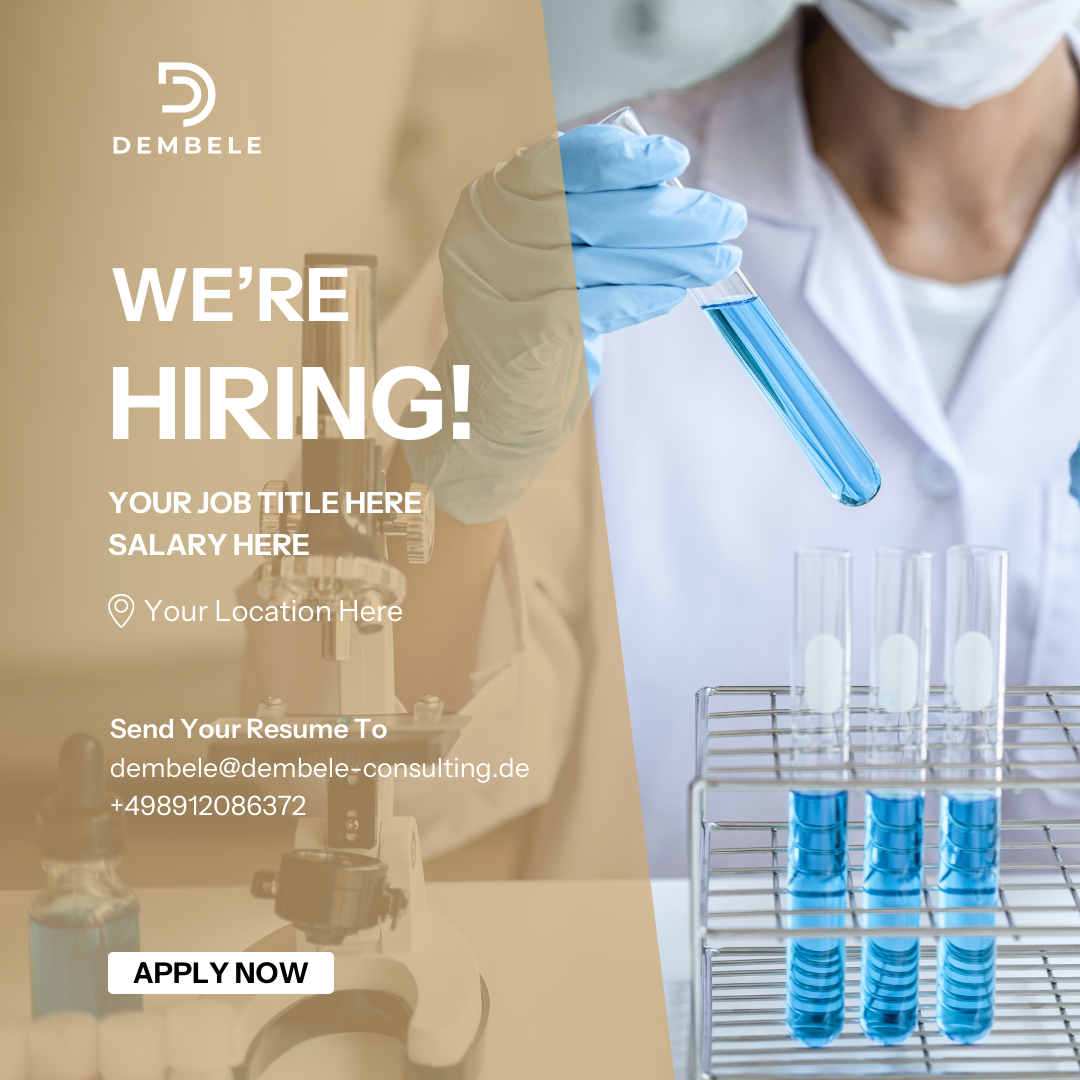 DEMBELE
WE’RE
HIRING!
YOUR JOB TITLE HERE
SALARY HERE
Your Location Here
Send Your Resume To
dembele@dembele-consulting.de
+498912086372
APPLY NOW